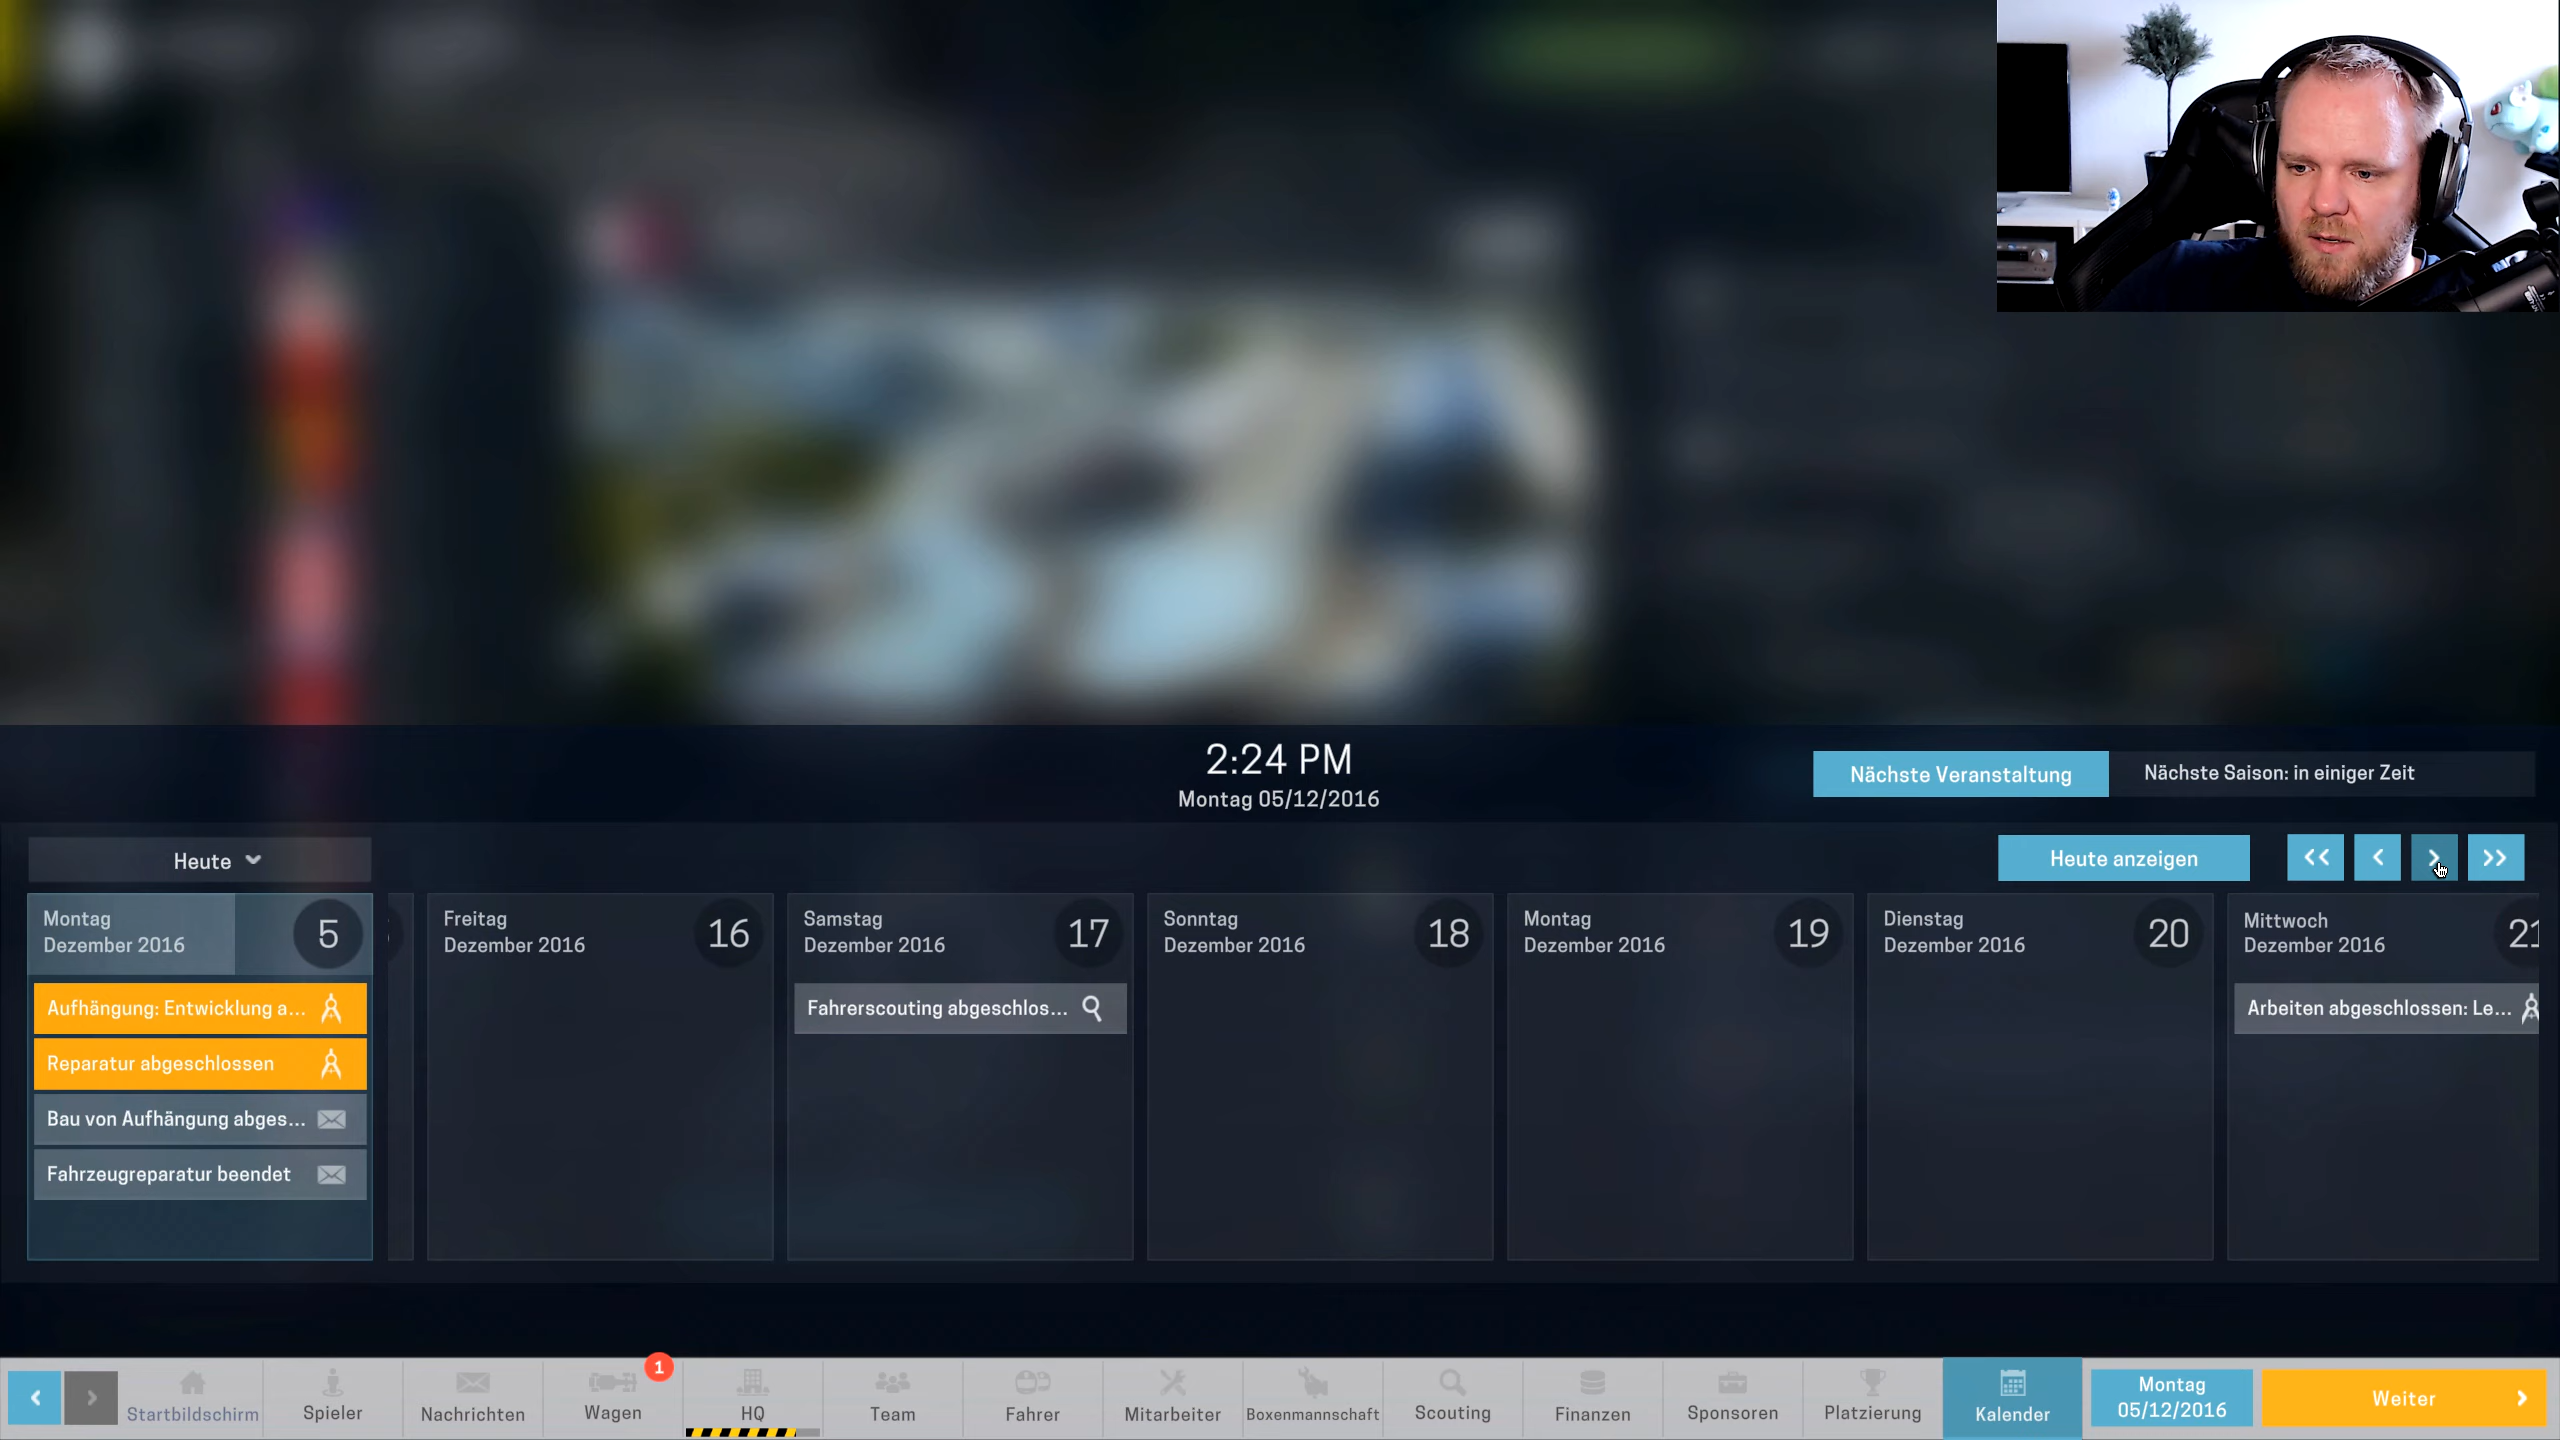 2:24 PM
Montag 05/12/2016
Nächste Veranstaltung
Nächste Saison: in einiger Zeit
Heute
Heute anzeigen
Montag
Dezember 2016
5
Aufhängung: Entwicklung a...
Reparatur abgeschlossen
Bau von Aufhängung abges...
Fahrzeugreparatur beendet
Freitag
Dezember 2016
16
Samstag
Dezember 2016
17
Fahrerscouting abgeschlos...
Sonntag
Dezember 2016
18
Montag
Dezember 2016
19
Dienstag
Dezember 2016
20
Mittwoch
Dezember 2016
21
Arbeiten abgeschlossen: Le...
Startbildschirm
Spieler
Nachrichten
1
Wagen
HQ
Team
Fahrer
Mitarbeiter
Boxenmannschaft
Scouting
Finanzen
Sponsoren
Platzierung
Kalender
Montag
05/12/2016
Weiter